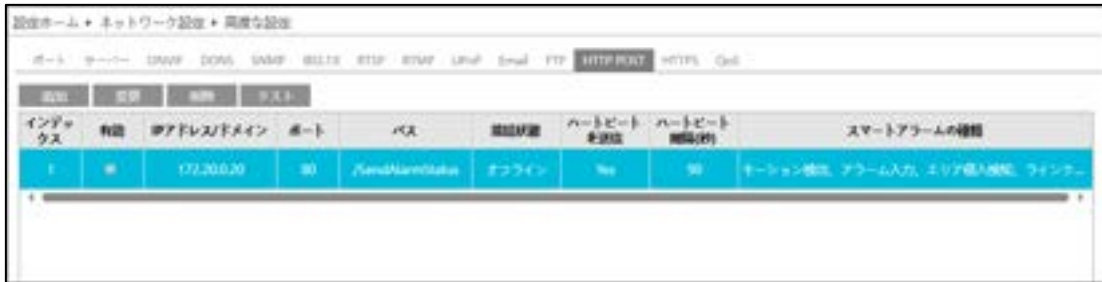 設定ホーム ▸ ネットワーク設定 ▸ 高度な設定
ポート サーバー ONVIF DDNS SNMP 802.1X RTSP RTMP UPnP Email FTP HTTP POST HTTPS QoS
追加 変更 削除 テスト
インデックス 有効 IPアドレス/ドメイン ポート パス 接続状態 ハートビートを送信 ハートビート間隔(秒) スマートアラームの種類
1 172.20.0.20 80 /SendAlarmStatus オフライン Yes 90 モーション検出, アラーム入力, エリア侵入検知, ラインク...